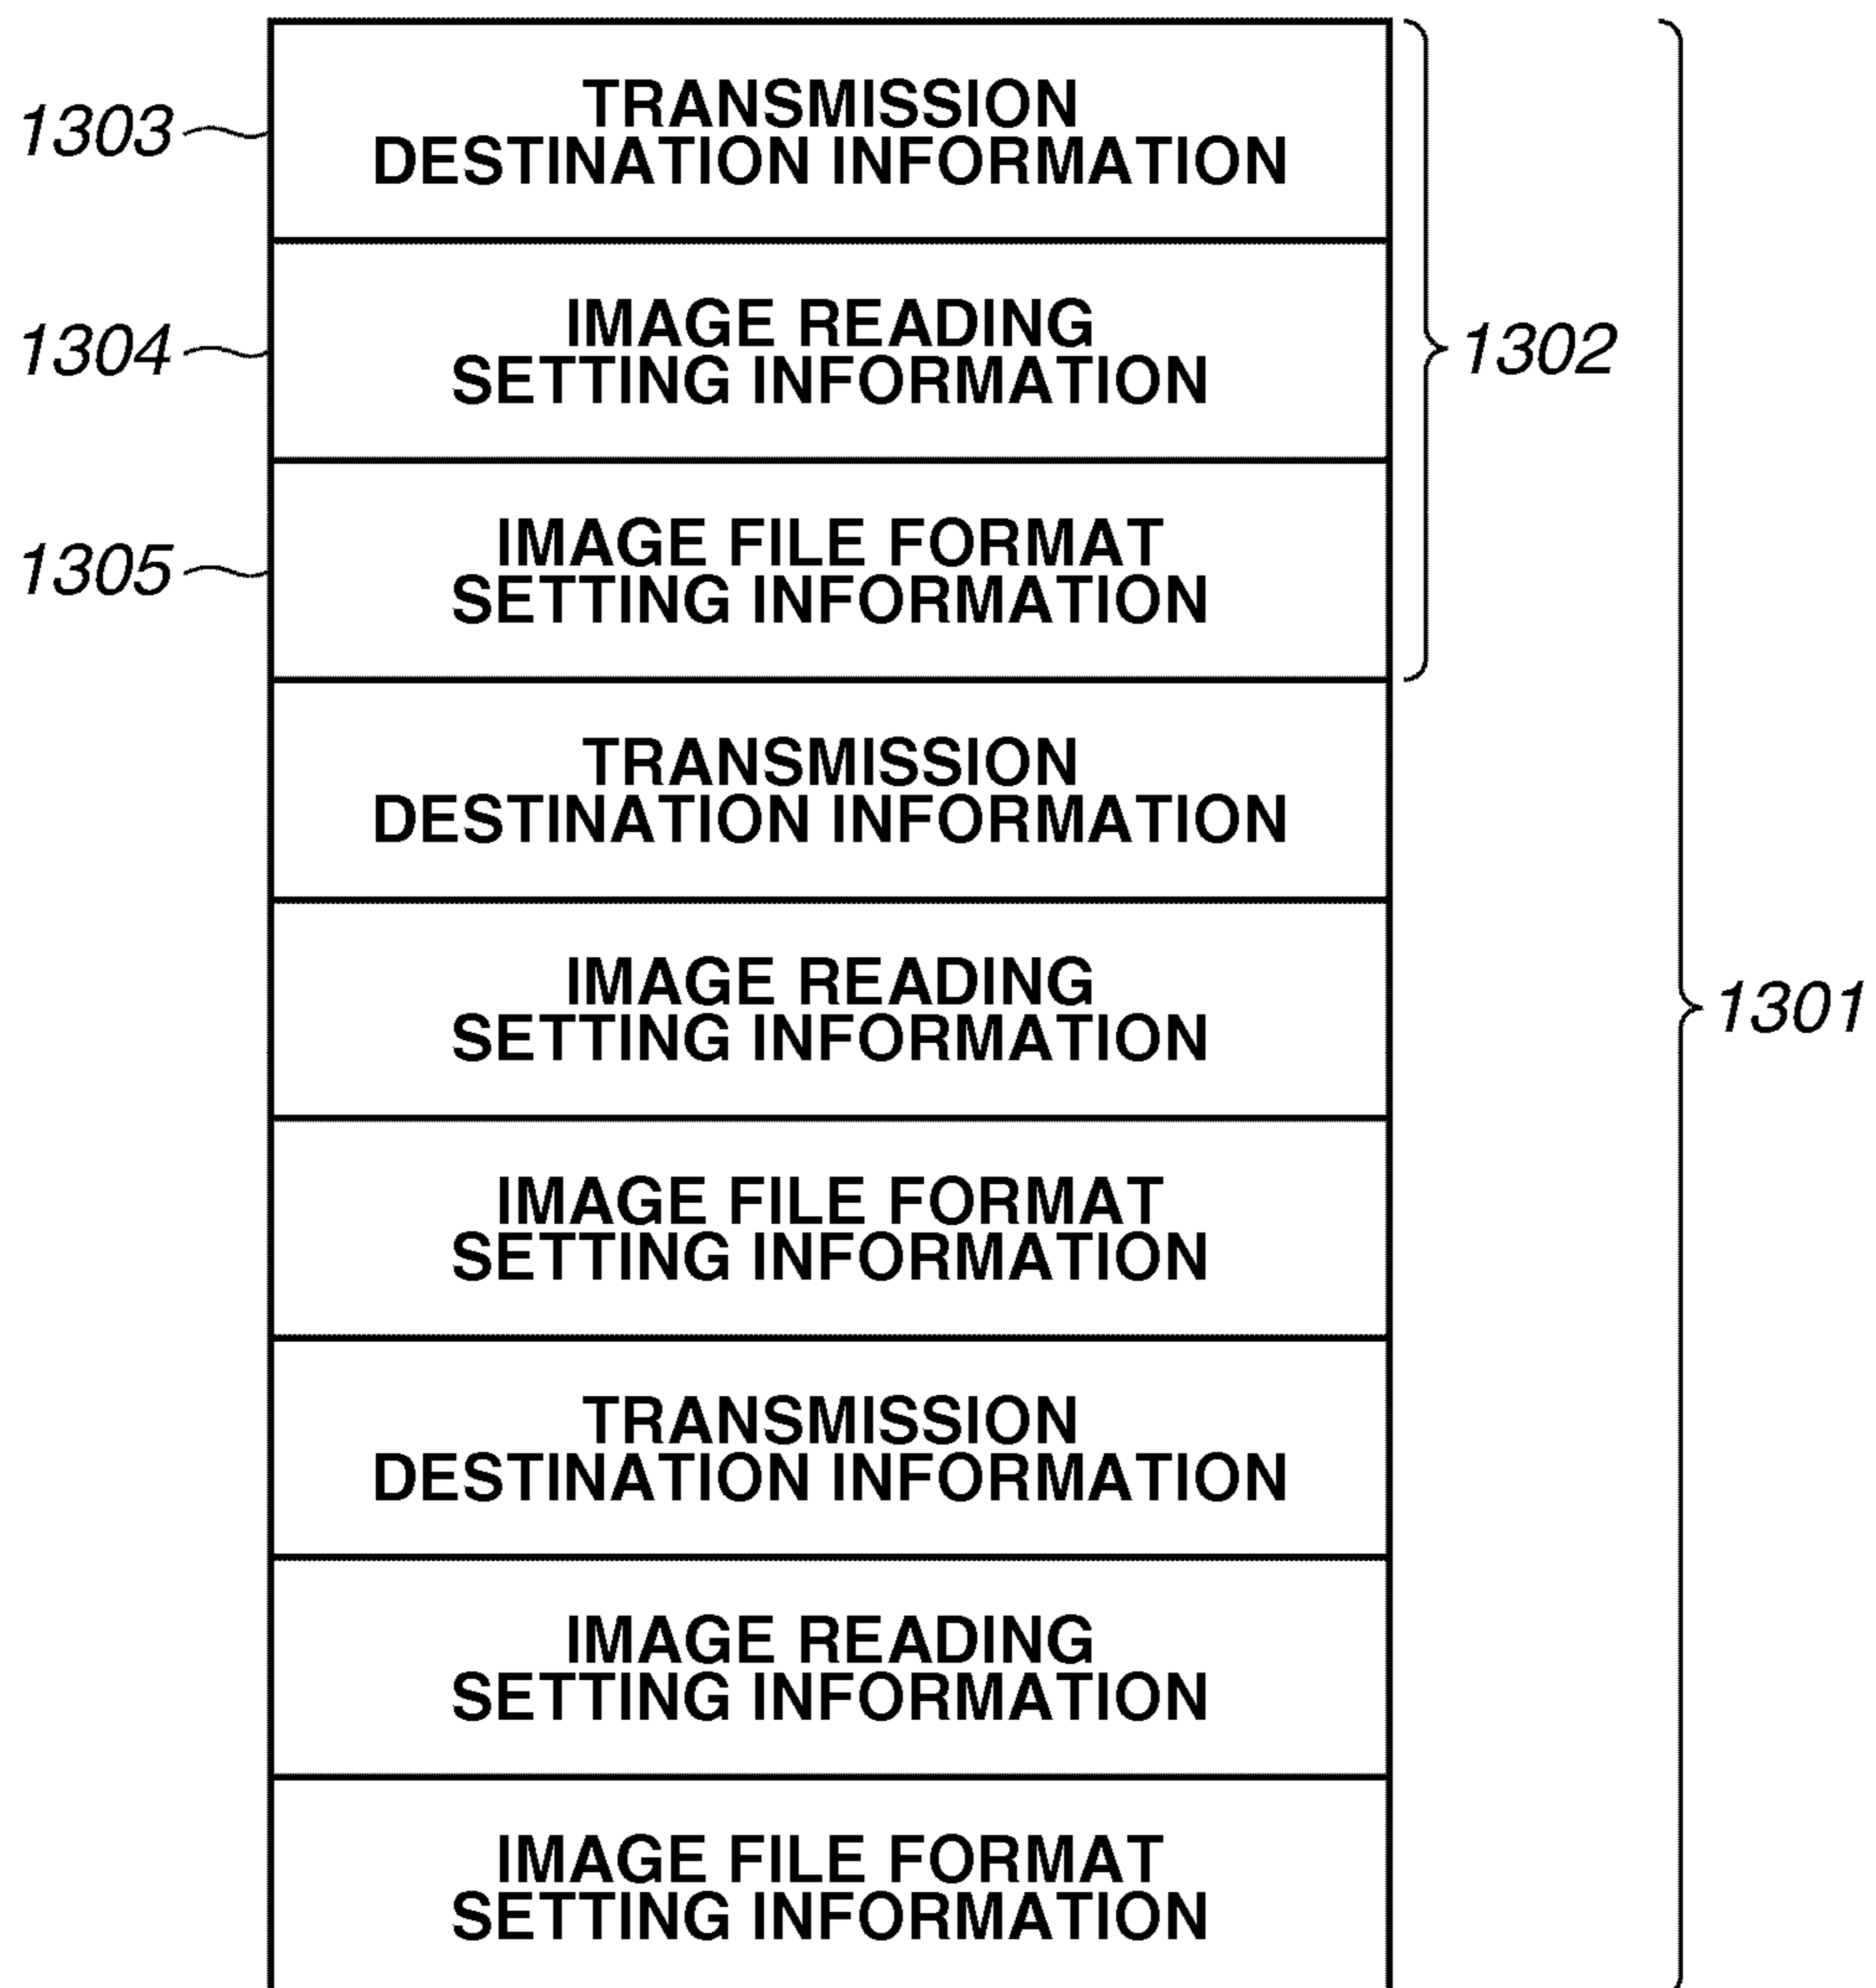 1303
TRANSMISSION
DESTINATION INFORMATION
1304
IMAGE READING
SETTING INFORMATION
1302
1305
IMAGE FILE FORMAT
SETTING INFORMATION
TRANSMISSION
DESTINATION INFORMATION
IMAGE READING
SETTING INFORMATION
1301
IMAGE FILE FORMAT
SETTING INFORMATION
TRANSMISSION
DESTINATION INFORMATION
IMAGE READING
SETTING INFORMATION
IMAGE FILE FORMAT
SETTING INFORMATION